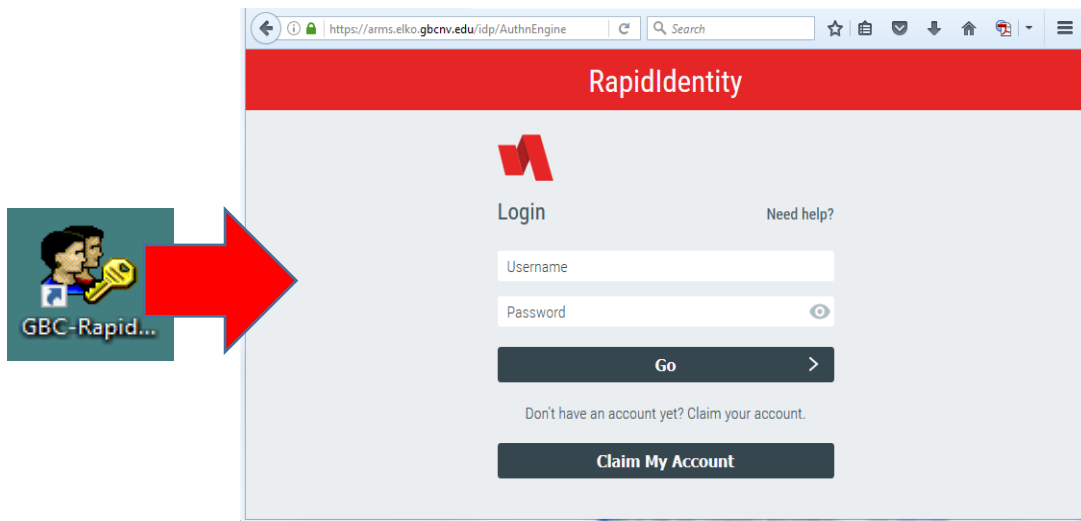 https://arms.elko.gbcnv.edu/idp/AuthnEngine
Search
RapidIdentity
Login
Need help?
Username
Password
GBC-Rapid...
Go
Don't have an account yet? Claim your account.
Claim My Account